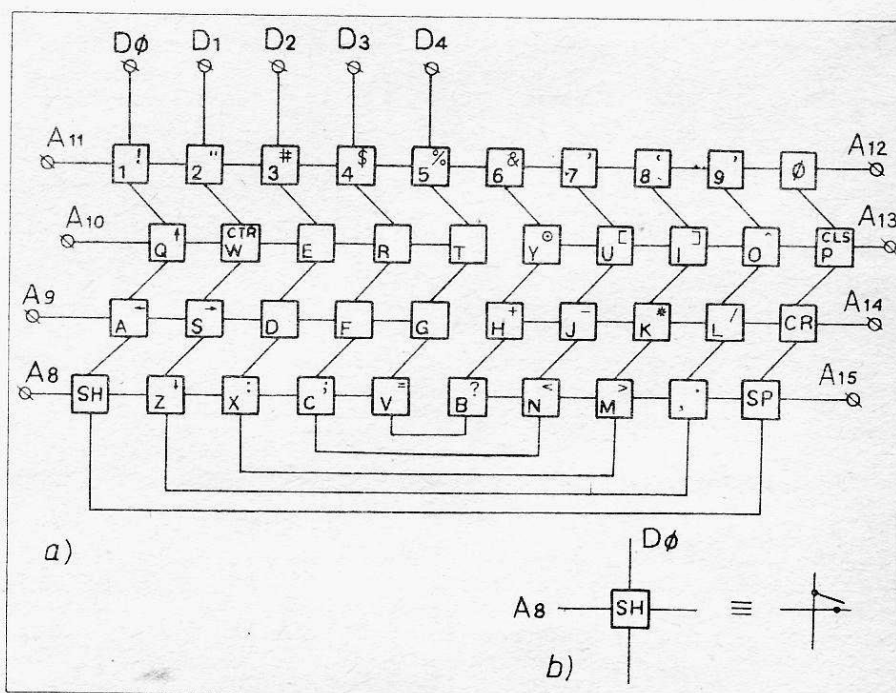 Dø D1 D2 D3 D4
A11 A12
1 ! 2 " 3 # 4 $ 5 % 6 & 7 ' 8 ‘ 9 ’ ø
A10 A13
Q ↑ W CTR E R T Y ⊙ U [ I ] O ^ P CLS
A9 A14
A ← S → D F G H + J - K * L / CR
A8 A15
SH Z ↓ X : C ; V = B ? N < M > , . SP
a)
Dø
A8 SH ≡
b)